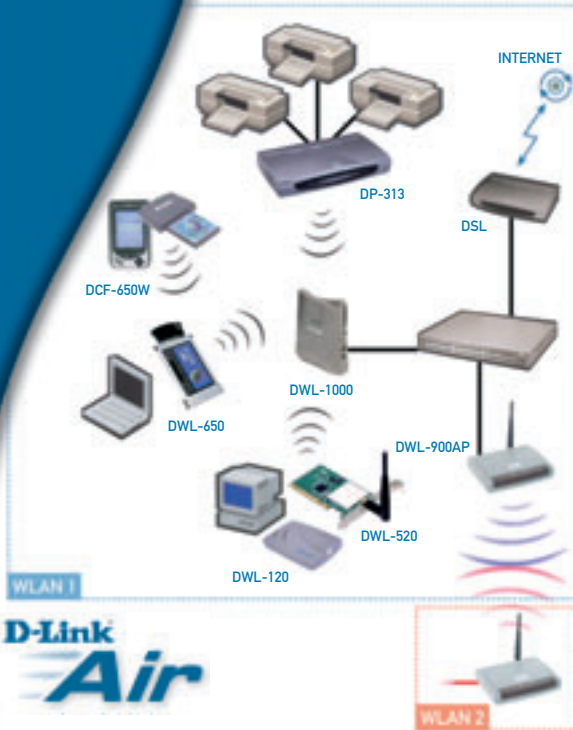 INTERNET
DP-313
DSL
DCF-650W
DWL-1000
DWL-650
DWL-900AP
DWL-520
DWL-120
WLAN 1
D-Link
Air
WLAN 2